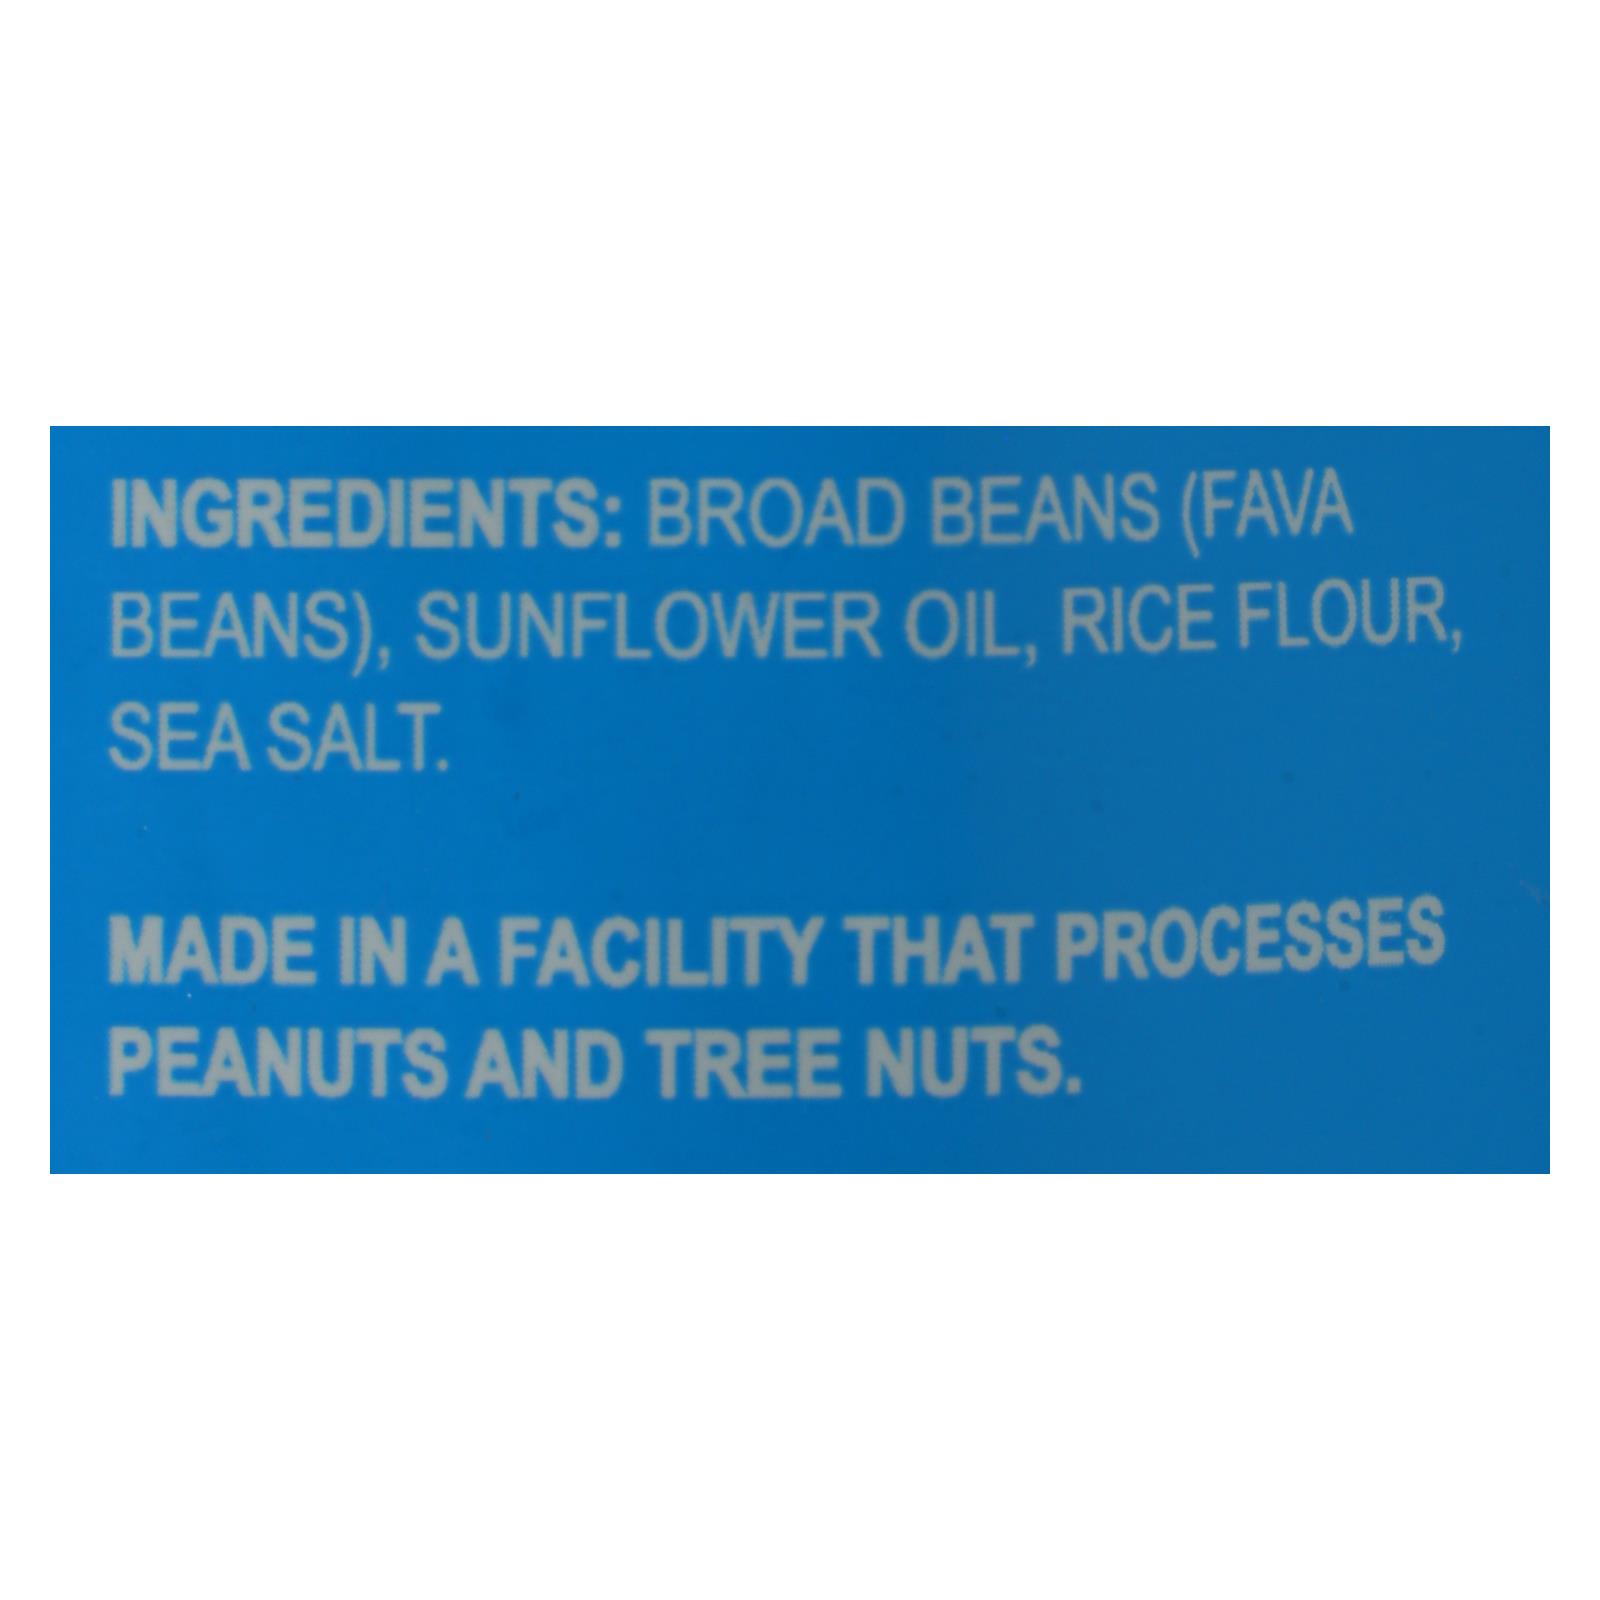 INGREDIENTS: BROAD BEANS (FAVA
BEANS), SUNFLOWER OIL, RICE FLOUR,
SEA SALT.
MADE IN A FACILITY THAT PROCESSES
PEANUTS AND TREE NUTS.